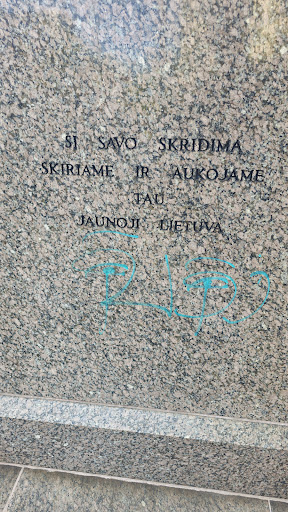 ŠĮ SAVO SKRIDIMĄ
SKIRIAME IR AUKOJAME
TAU
JAUNOJI LIETUVA